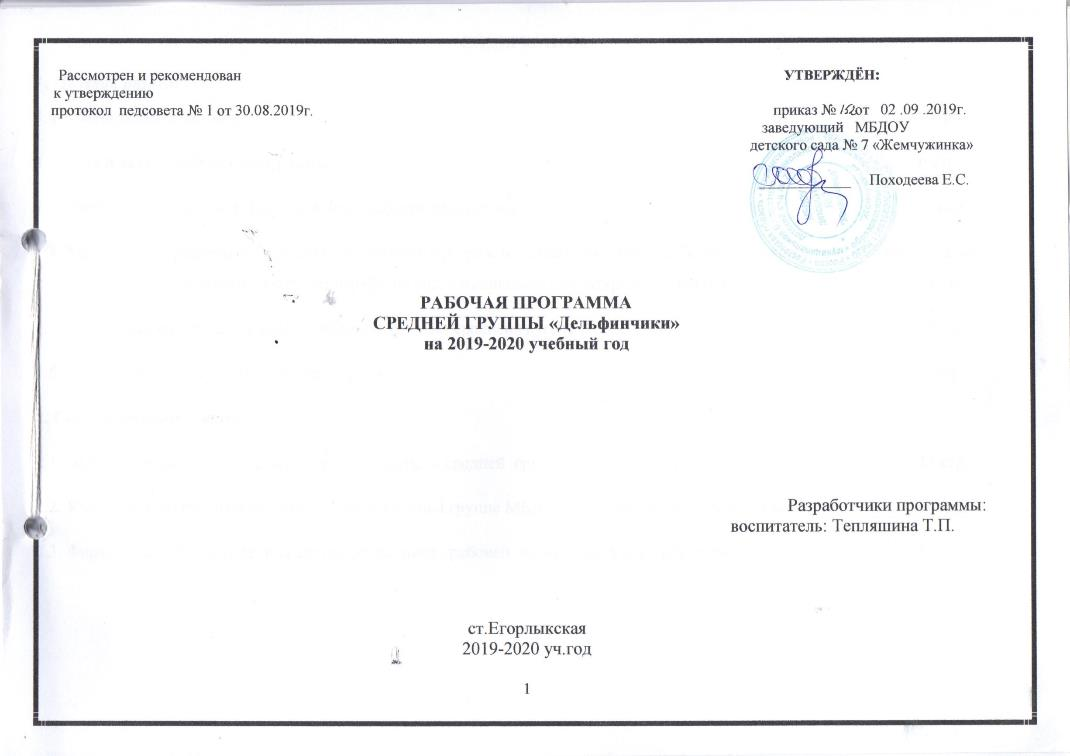 Рассмотрен и рекомендован
к утверждению
протокол педсовета № 1 от 30.08.2019г.
УТВЕРЖДЁН:
приказ № 152от 02 .09 .2019г.
заведующий МБДОУ
детского сада № 7 «Жемчужинка»
Походеева Е.С.
РАБОЧАЯ ПРОГРАММА
СРЕДНЕЙ ГРУППЫ «Дельфинчики»
на 2019-2020 учебный год
Разработчики программы:
воспитатель: Тепляшина Т.П.
ст.Егорлыкская
2019-2020 уч.год
1